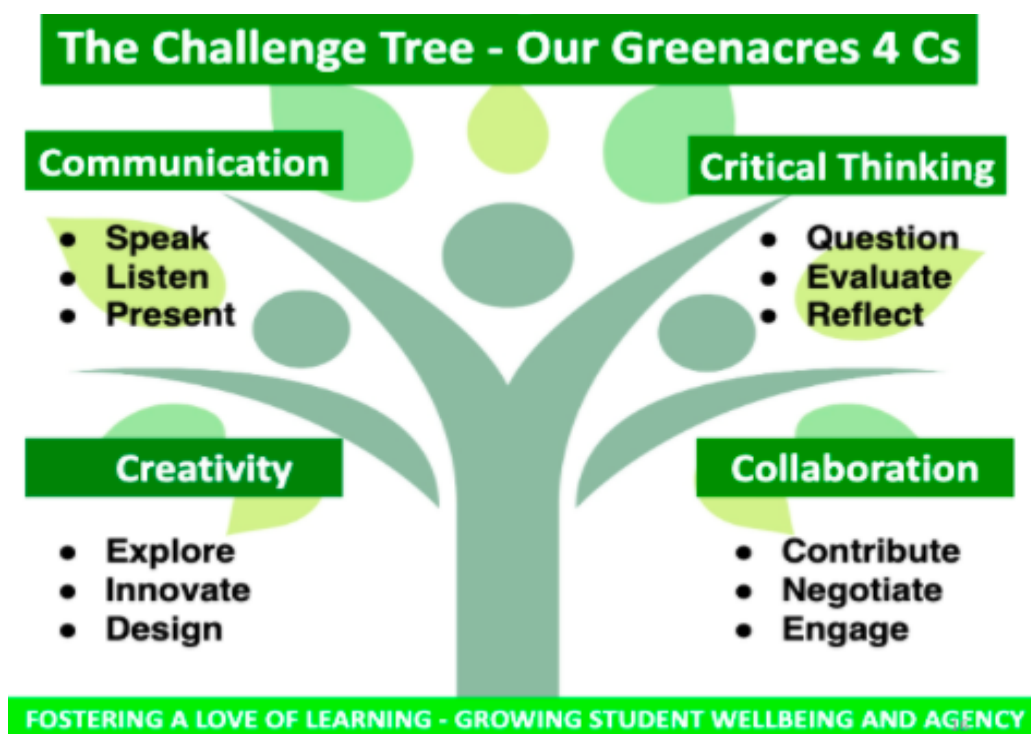 The Challenge Tree - Our Greenacres 4 Cs
Communication
● Speak
● Listen
● Present
Critical Thinking
● Question
● Evaluate
● Reflect
Creativity
● Explore
● Innovate
● Design
Collaboration
● Contribute
● Negotiate
● Engage
FOSTERING A LOVE OF LEARNING - GROWING STUDENT WELLBEING AND AGENCY